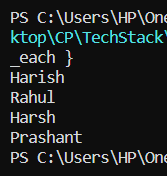 PS C:\Users\HP\One
ktop\CP\TechStack\
_each }
Harish
Rahul
Harsh
Prashant
PS C:\Users\HP\One